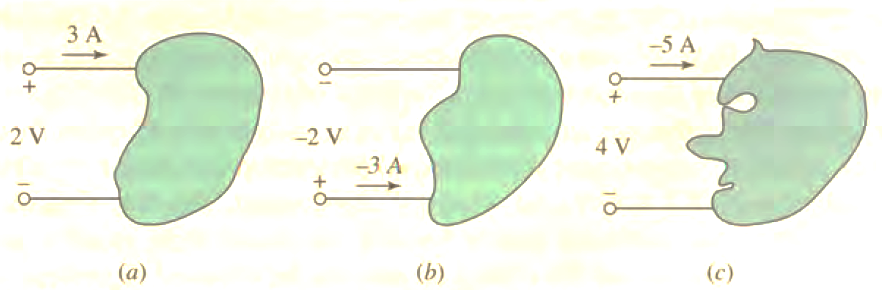 3 A
+
2 V
–
(a)
–
–2 V
+
–3 A
(b)
–5 A
+
4 V
–
(c)